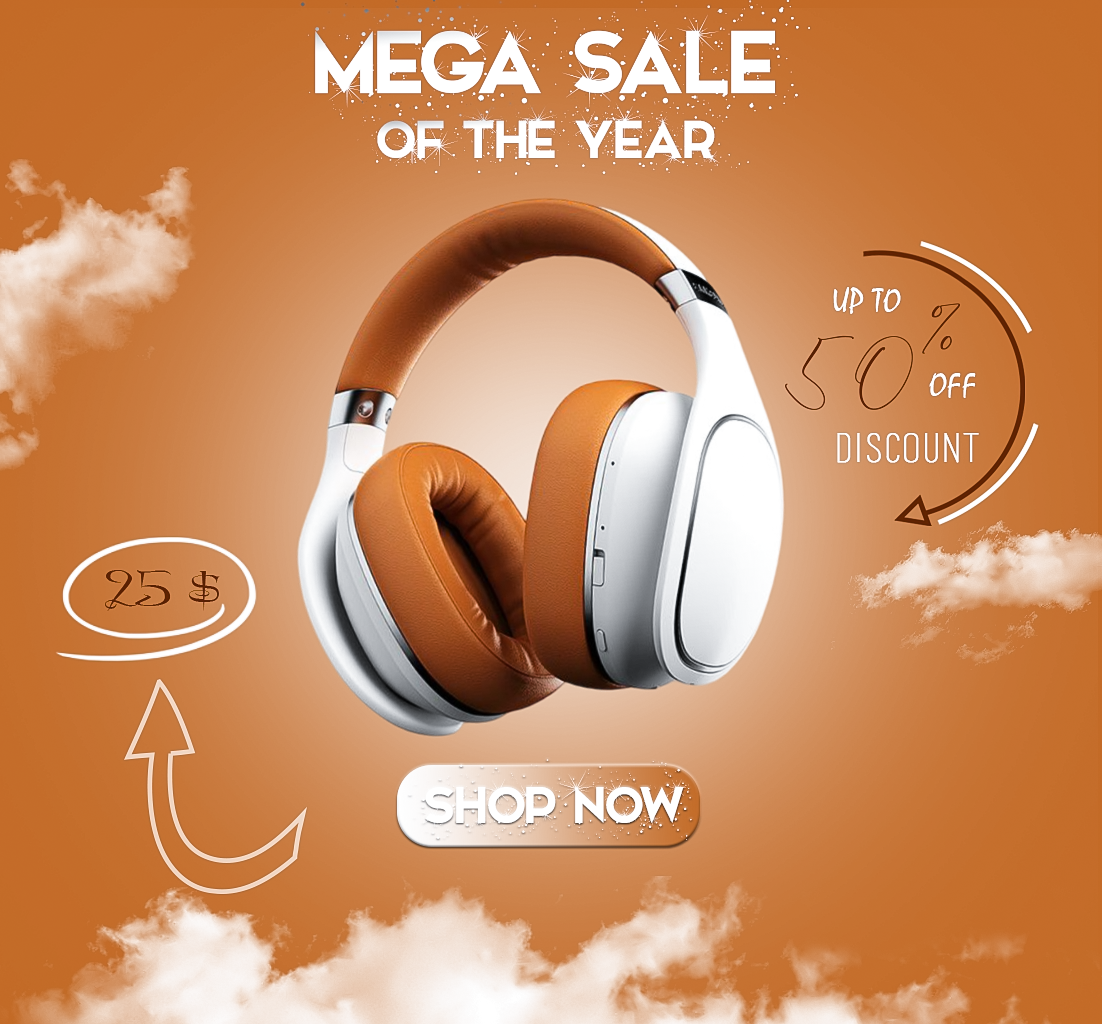 MEGA SALE
OF THE YEAR
UP TO
50%
OFF
DISCOUNT
25 $
SHOP NOW